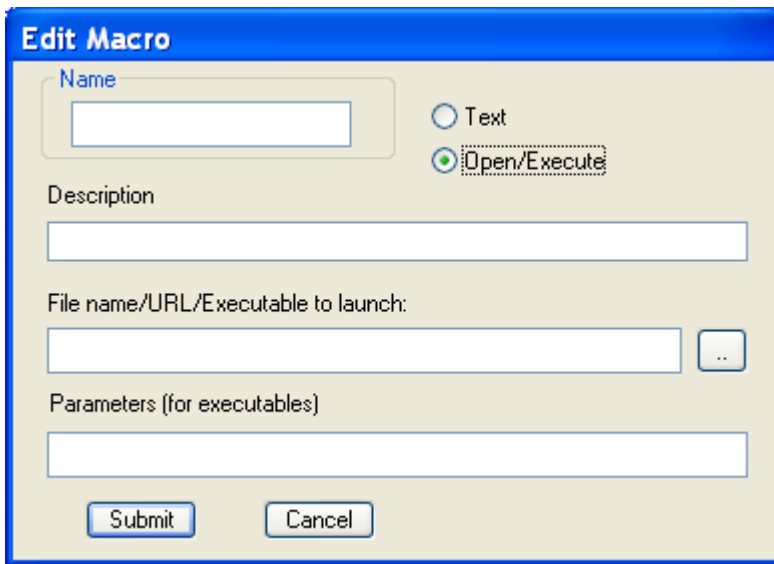 Edit Macro
Name
Text
Open/Execute
Description
File name/URL/Executable to launch:
..
Parameters (for executables)
Submit Cancel